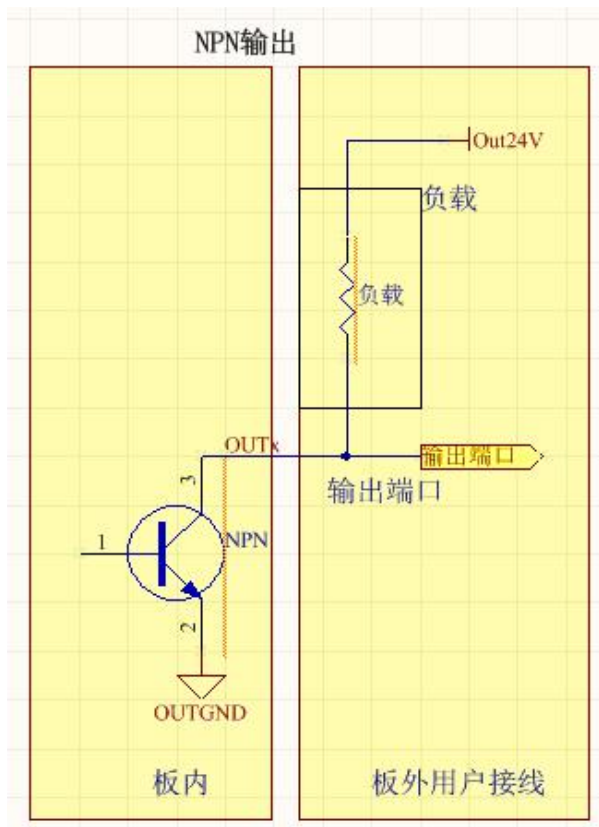 NPN输出
Out24V
负载
负载
OUTx
输出端口
输出端口
3
1
NPN
2
OUTGND
板内
板外用户接线